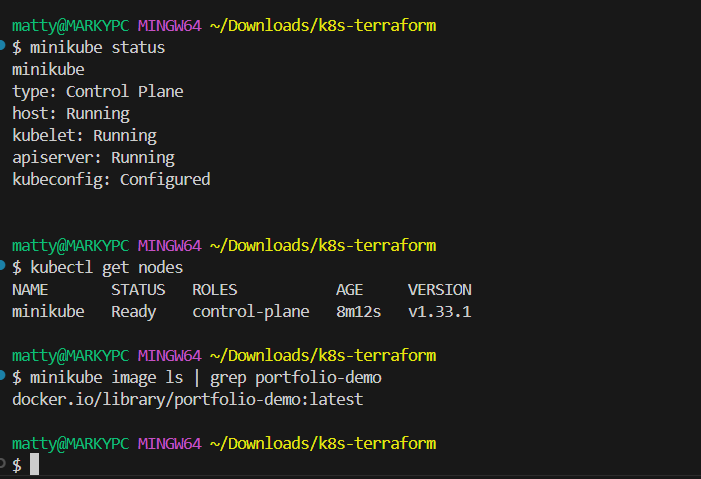 matty@MARKYPC MINGW64 ~/Downloads/k8s-terraform
$ minikube status
minikube
type: Control Plane
host: Running
kubelet: Running
apiserver: Running
kubeconfig: Configured
matty@MARKYPC MINGW64 ~/Downloads/k8s-terraform
$ kubectl get nodes
NAME       STATUS   ROLES           AGE     VERSION
minikube   Ready    control-plane   8m12s   v1.33.1
matty@MARKYPC MINGW64 ~/Downloads/k8s-terraform
$ minikube image ls | grep portfolio-demo
docker.io/library/portfolio-demo:latest
matty@MARKYPC MINGW64 ~/Downloads/k8s-terraform
$